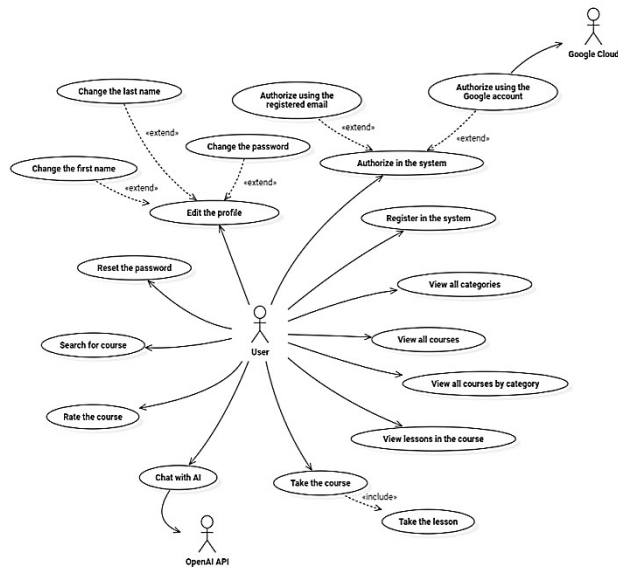 Google Cloud
Change the last name
Authorize using the
registered email
Authorize using the
Google account
«extend»
«extend»
«extend»
Change the password
Authorize in the system
Change the first name
«extend»
«extend»
Edit the profile
Register in the system
Reset the password
View all categories
Search for course
User
View all courses
View all courses by category
Rate the course
View lessons in the course
Chat with AI
Take the course
«include»
Take the lesson
OpenAI API